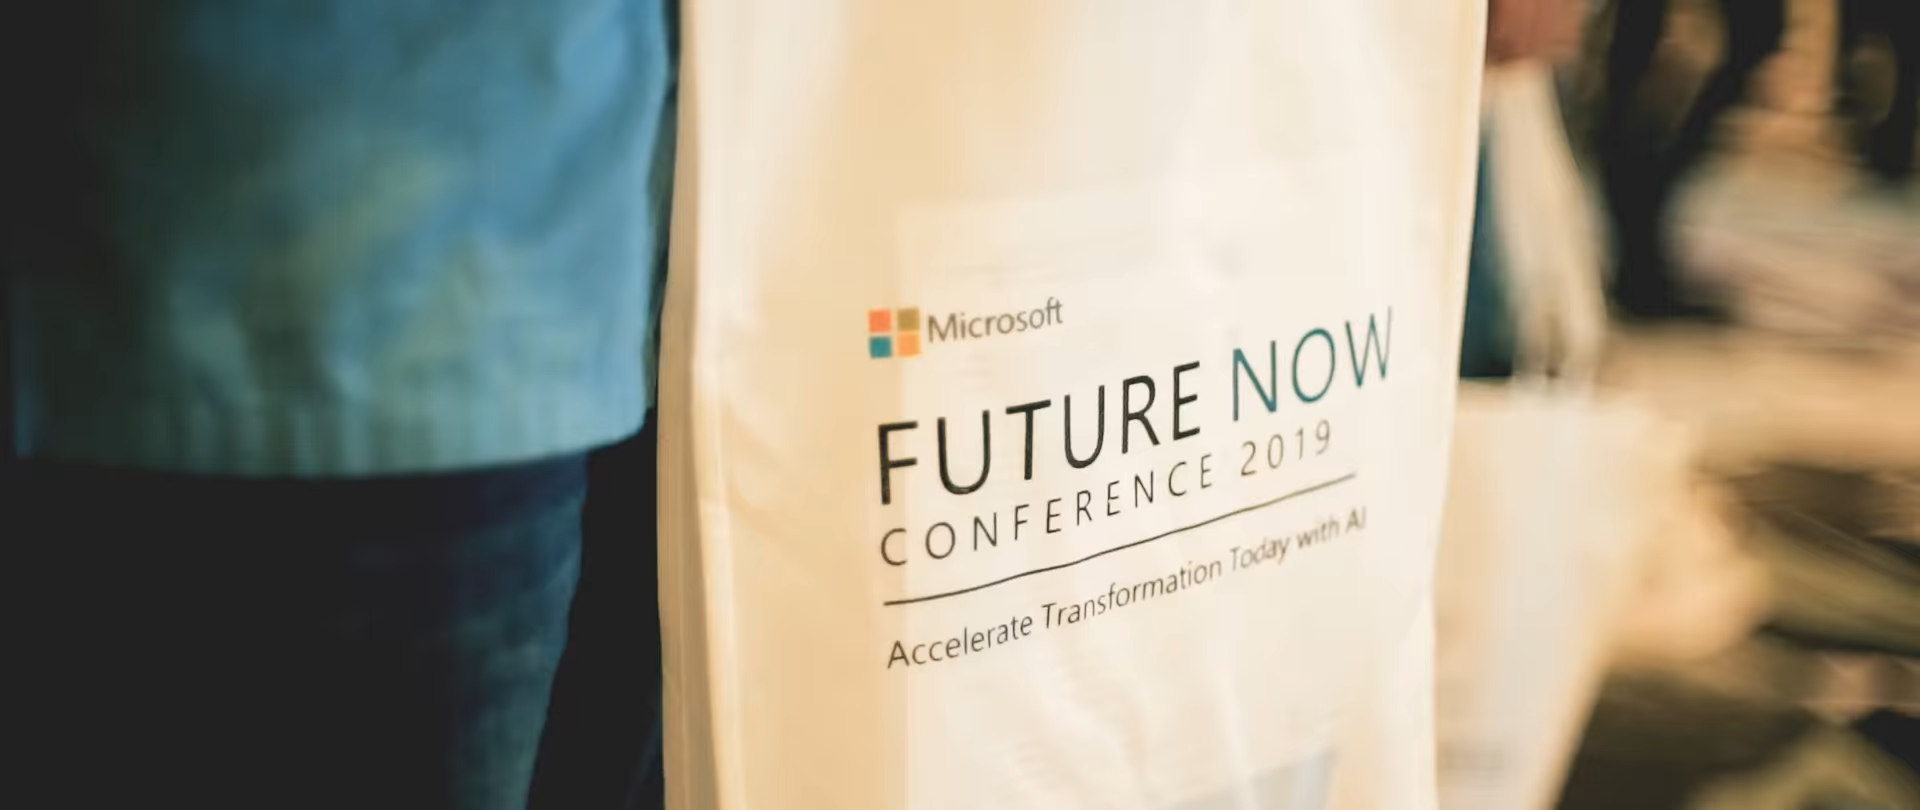 Microsoft
FUTURE NOW
CONFERENCE 2019
Accelerate Transformation Today with AI